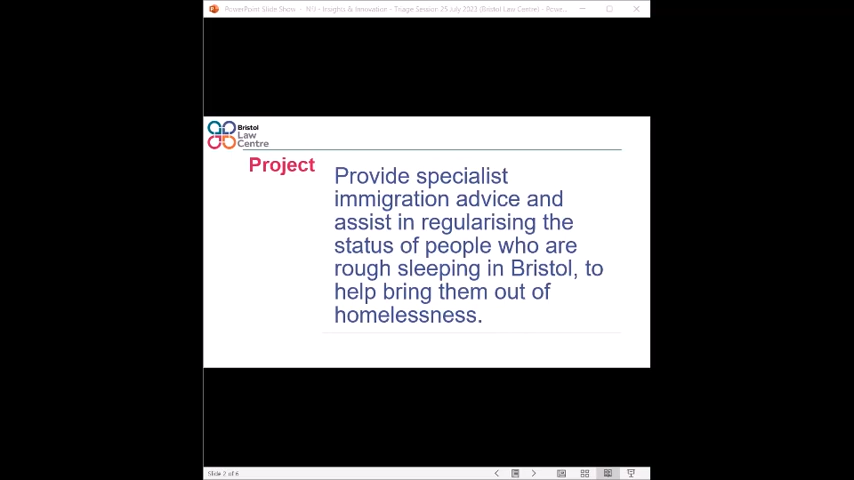 PowerPoint Slide Show - NI9 - Insights & Innovation - Triage Session 25 July 2023 (Bristol Law Centre) - Powe...
Bristol
Law
Centre
Project
Provide specialist
immigration advice and
assist in regularising the
status of people who are
rough sleeping in Bristol, to
help bring them out of
homelessness.
Slide 2 of 6